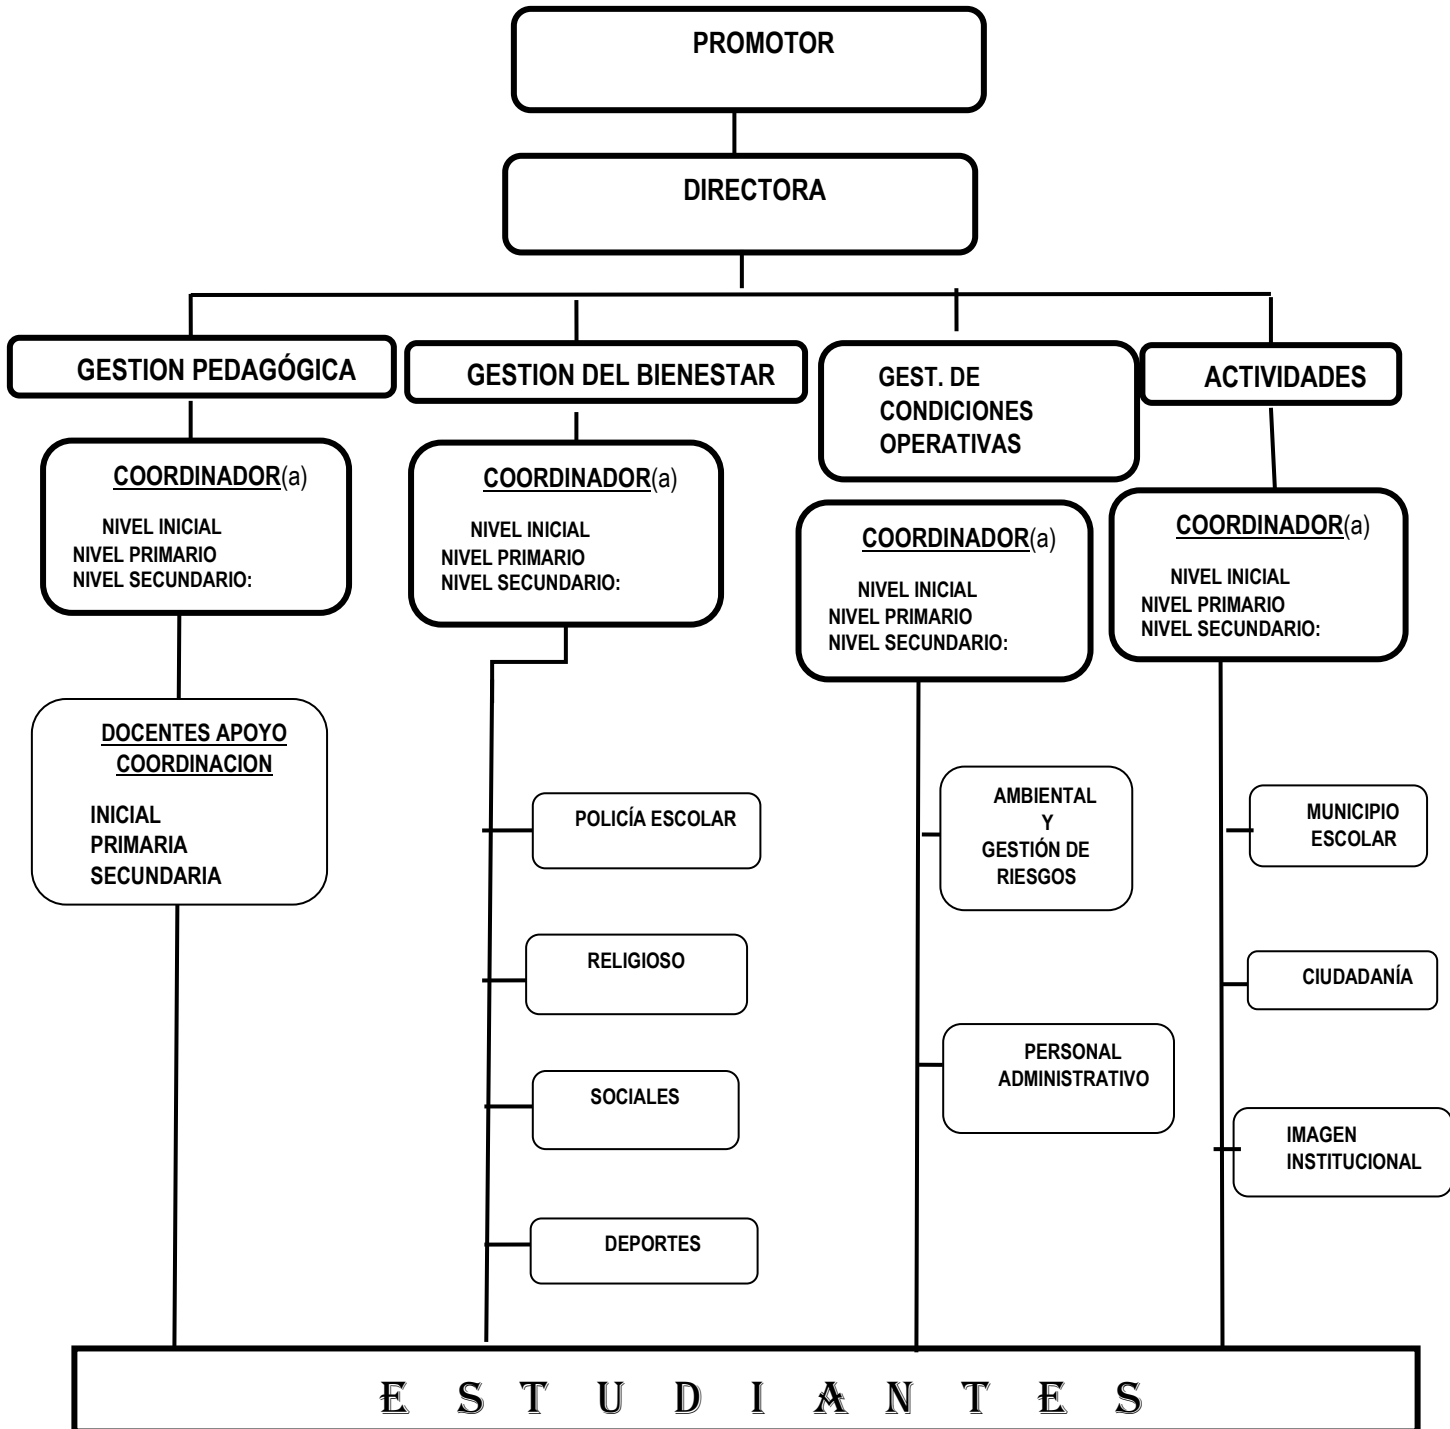 PROMOTOR
DIRECTORA
GESTION PEDAGÓGICA
GESTION DEL BIENESTAR
GEST. DE
CONDICIONES
OPERATIVAS
ACTIVIDADES
COORDINADOR(a)
NIVEL INICIAL
NIVEL PRIMARIO
NIVEL SECUNDARIO:
COORDINADOR(a)
NIVEL INICIAL
NIVEL PRIMARIO
NIVEL SECUNDARIO:
COORDINADOR(a)
NIVEL INICIAL
NIVEL PRIMARIO
NIVEL SECUNDARIO:
COORDINADOR(a)
NIVEL INICIAL
NIVEL PRIMARIO
NIVEL SECUNDARIO:
DOCENTES APOYO
COORDINACION
INICIAL
PRIMARIA
SECUNDARIA
POLICÍA ESCOLAR
RELIGIOSO
SOCIALES
DEPORTES
AMBIENTAL
Y
GESTIÓN DE
RIESGOS
PERSONAL
ADMINISTRATIVO
MUNICIPIO
ESCOLAR
CIUDADANÍA
IMAGEN
INSTITUCIONAL
E S T U D I A N T E S